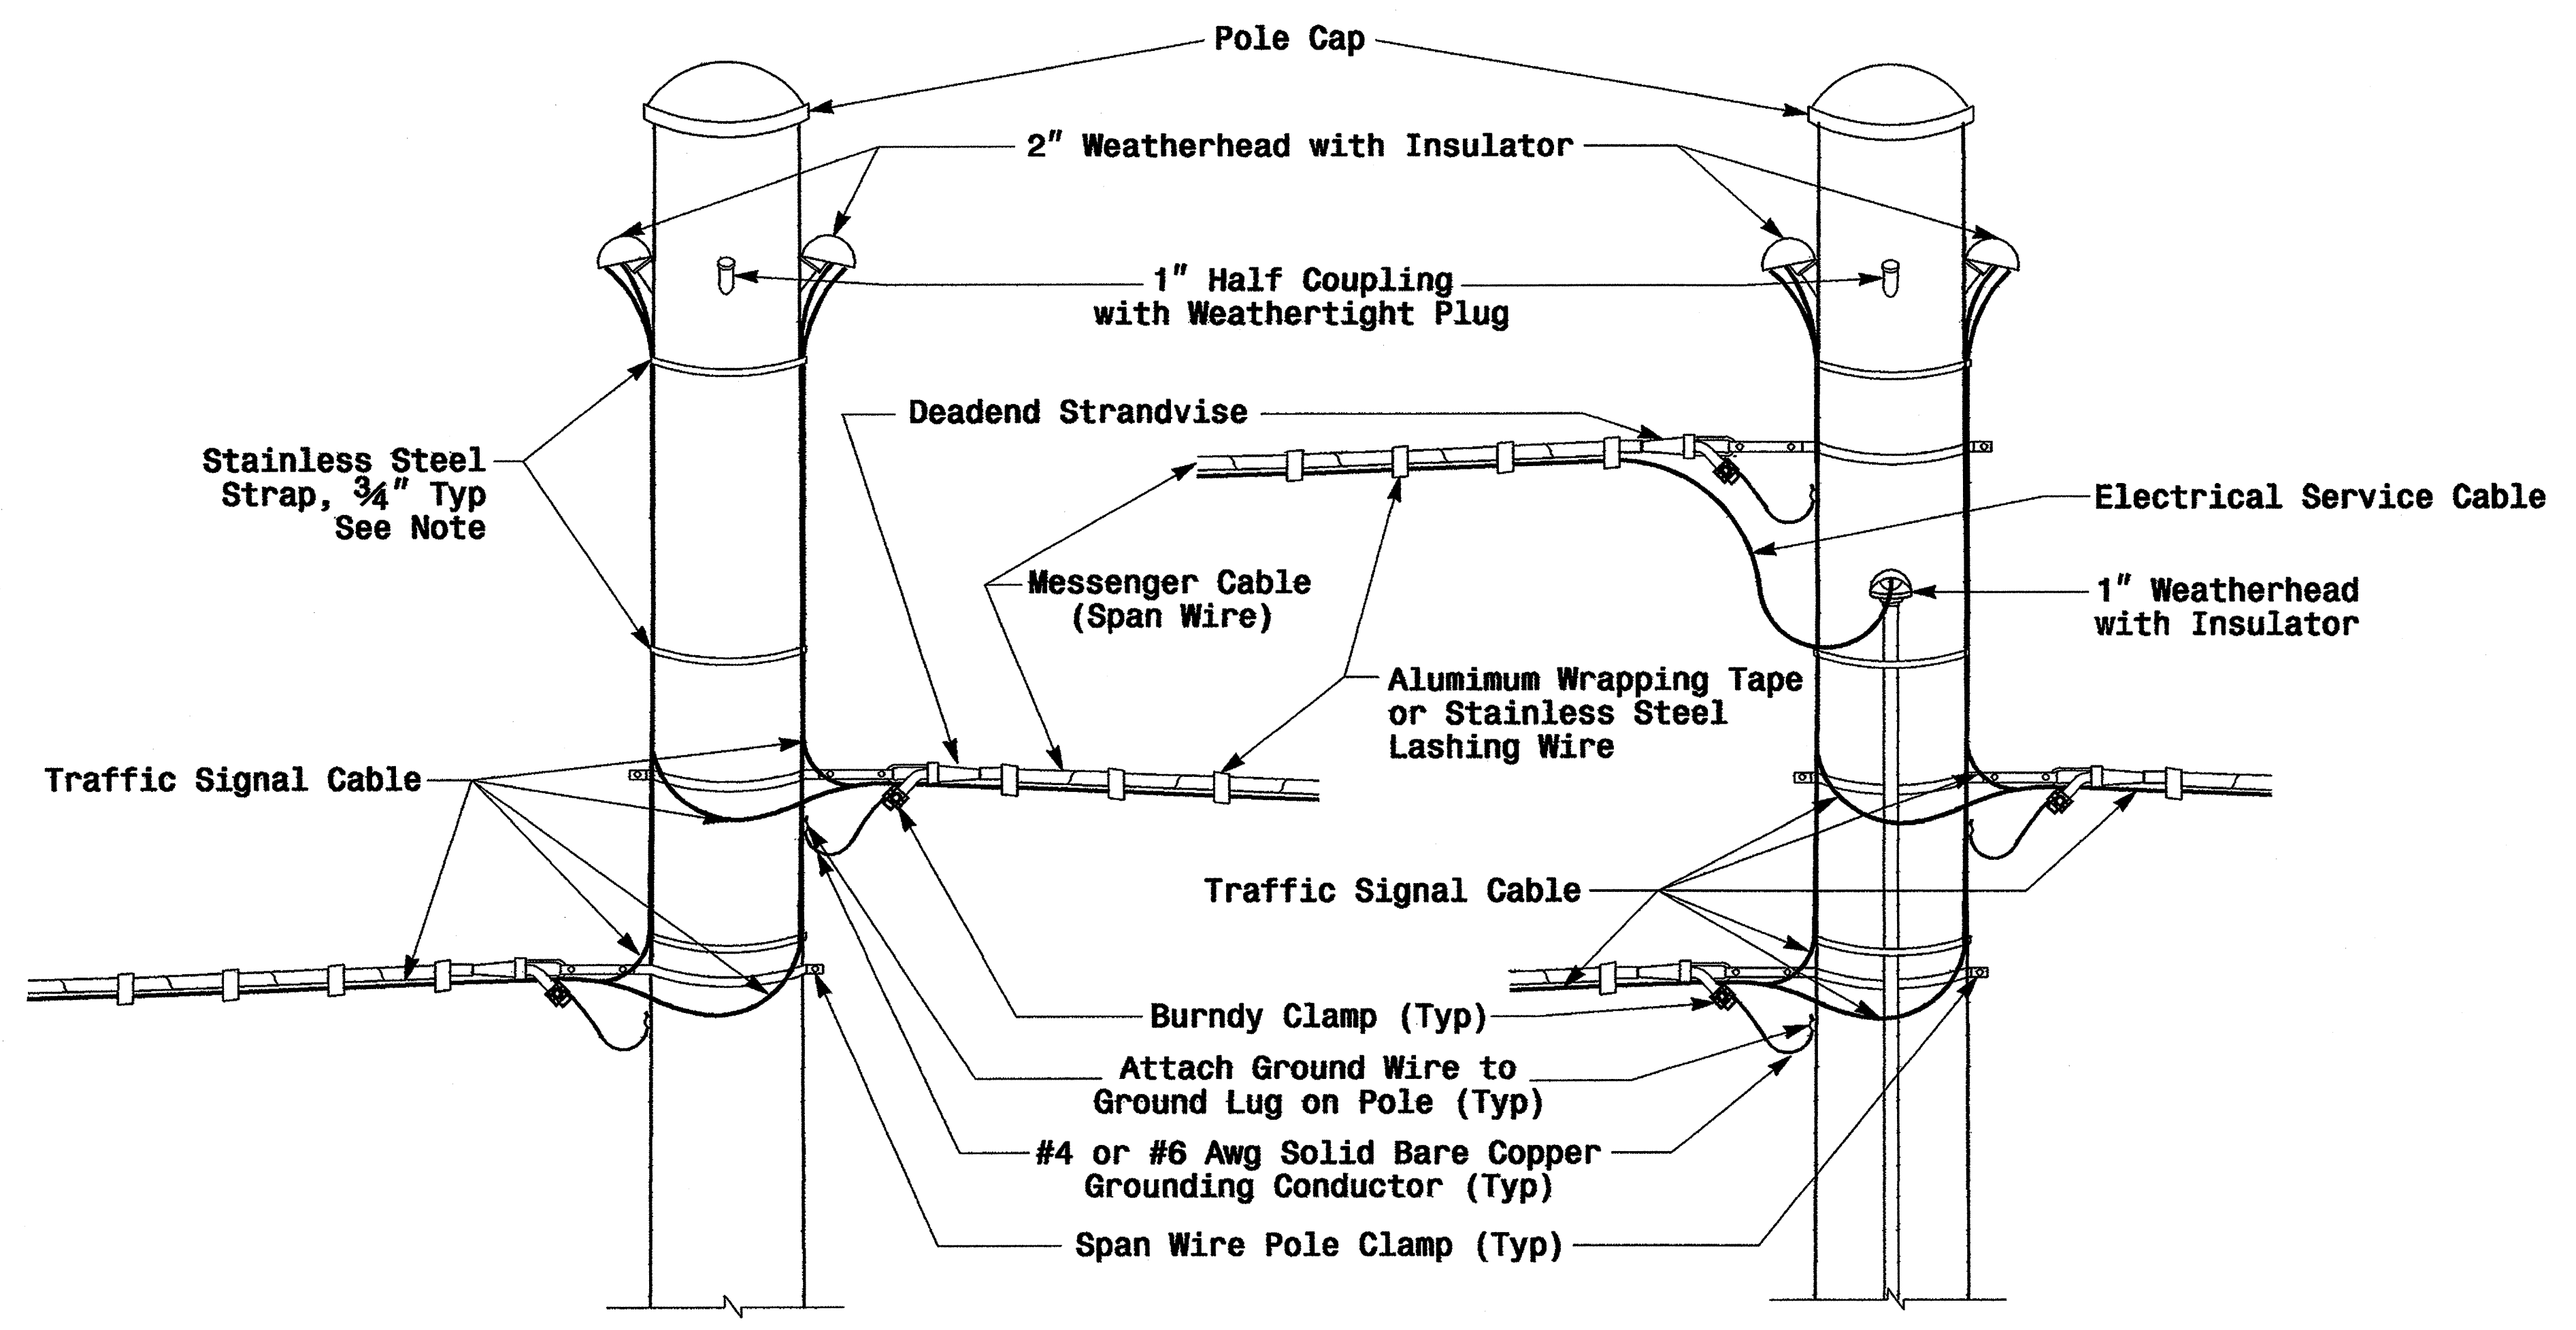 Pole Cap
2" Weatherhead with Insulator
1" Half Coupling
with Weathertight Plug
Deadend Strandvise
Stainless Steel
Strap, ¾" Typ
See Note
Electrical Service Cable
Messenger Cable
(Span Wire)
1" Weatherhead
with Insulator
Alumimum Wrapping Tape
or Stainless Steel
Lashing Wire
Traffic Signal Cable
Traffic Signal Cable
Burndy Clamp (Typ)
Attach Ground Wire to
Ground Lug on Pole (Typ)
#4 or #6 Awg Solid Bare Copper
Grounding Conductor (Typ)
Span Wire Pole Clamp (Typ)